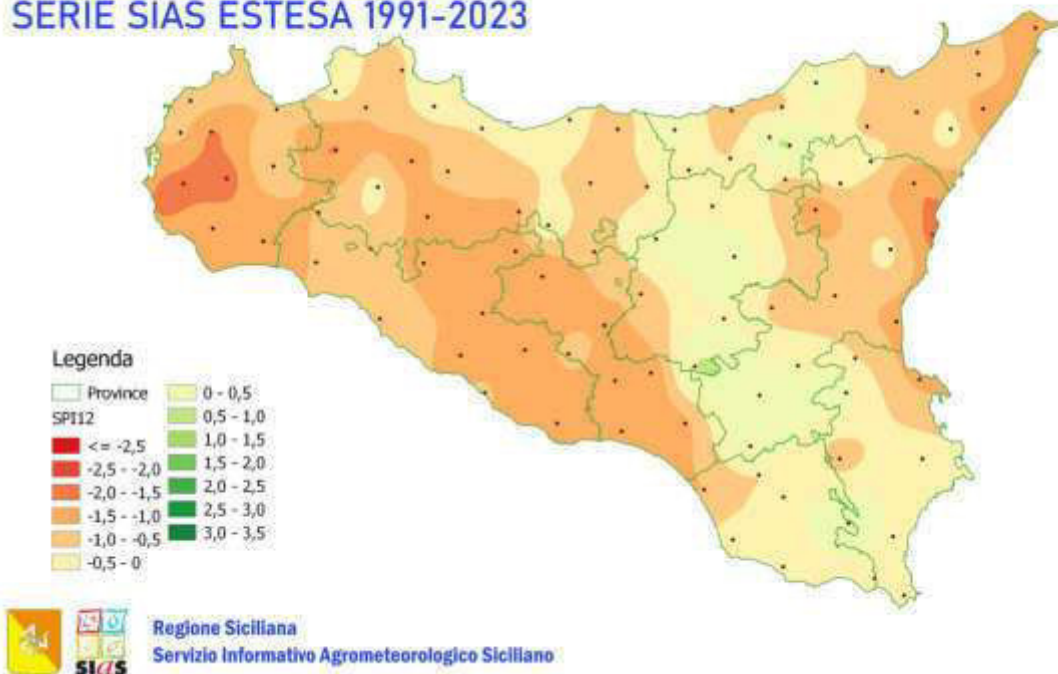 SERIE SIAS ESTESA 1991-2023
Legenda
Province
SPI12
<= -2,5
-2,5 - -2,0
-2,0 - -1,5
-1,5 - -1,0
-1,0 - -0,5
-0,5 - 0
0 - 0,5
0,5 - 1,0
1,0 - 1,5
1,5 - 2,0
2,0 - 2,5
2,5 - 3,0
3,0 - 3,5
SIAS
Regione Siciliana
Servizio Informativo Agrometeorologico Siciliano